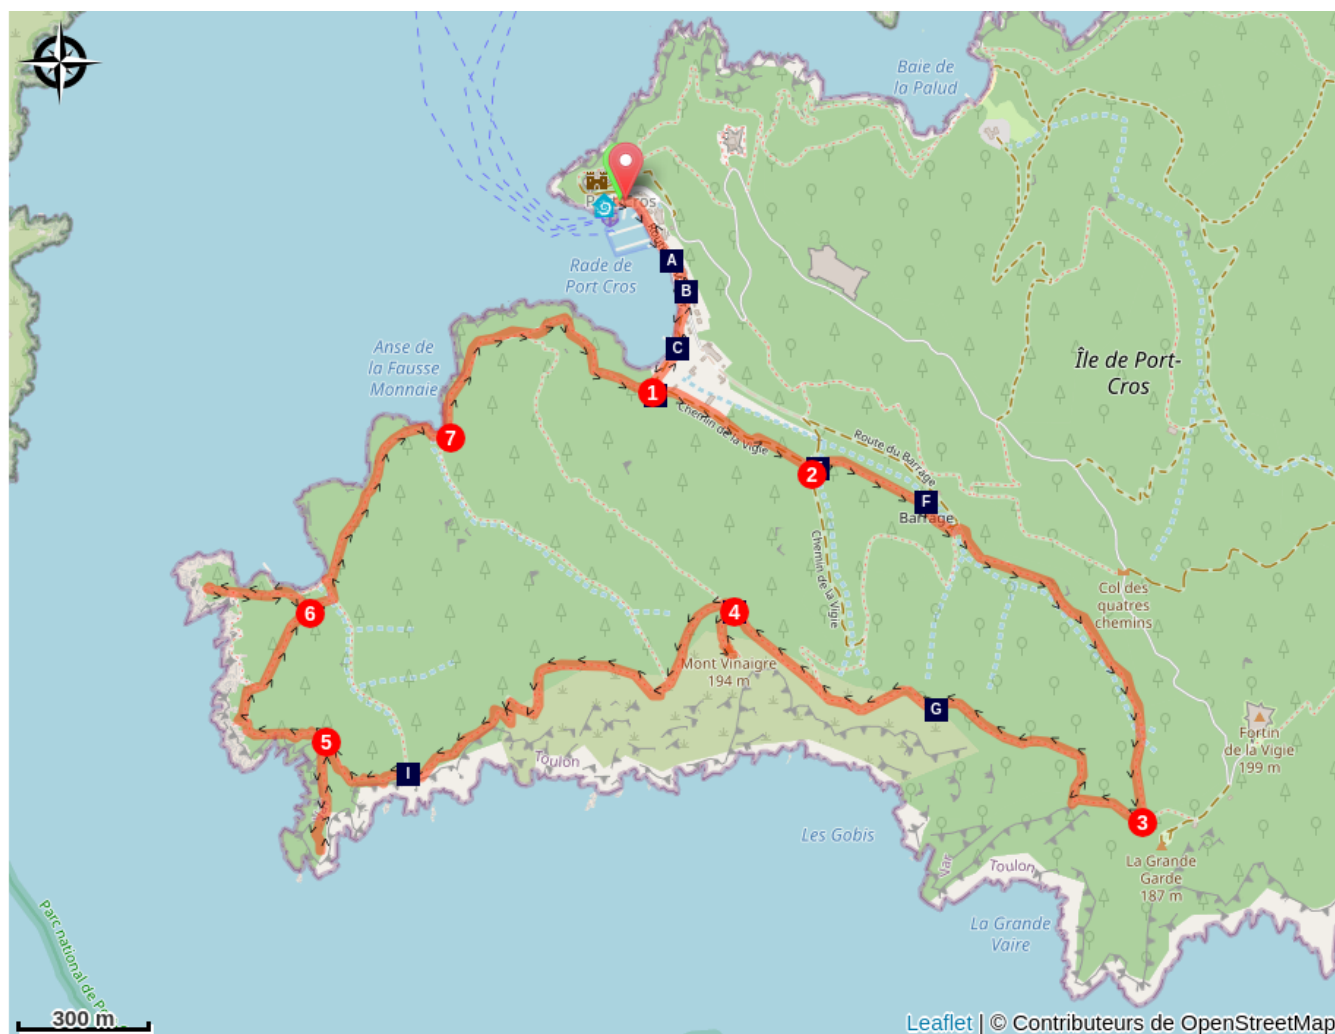 Baie de
la Palud
Port-Cros
A
Rade de
Port Cros
B
Anse de
la Fausse
Monnaie
C
Île de Port-
Cros
1
Chemin de la Vigie
7
Route du Barrage
2
F
Barrage
Chemin de la Vigie
Col des
quatres
chemins
6
4
Mont Vinaigre
194 m
G
Fortin
de la Vigie
199 m
5
I
Toulon
3
Les Gobis
Var
Toulon
La Grande
Garde
187 m
La Grande
Vaire
Parc national de
300 m
Leaflet | © Contributeurs de OpenStreetMap